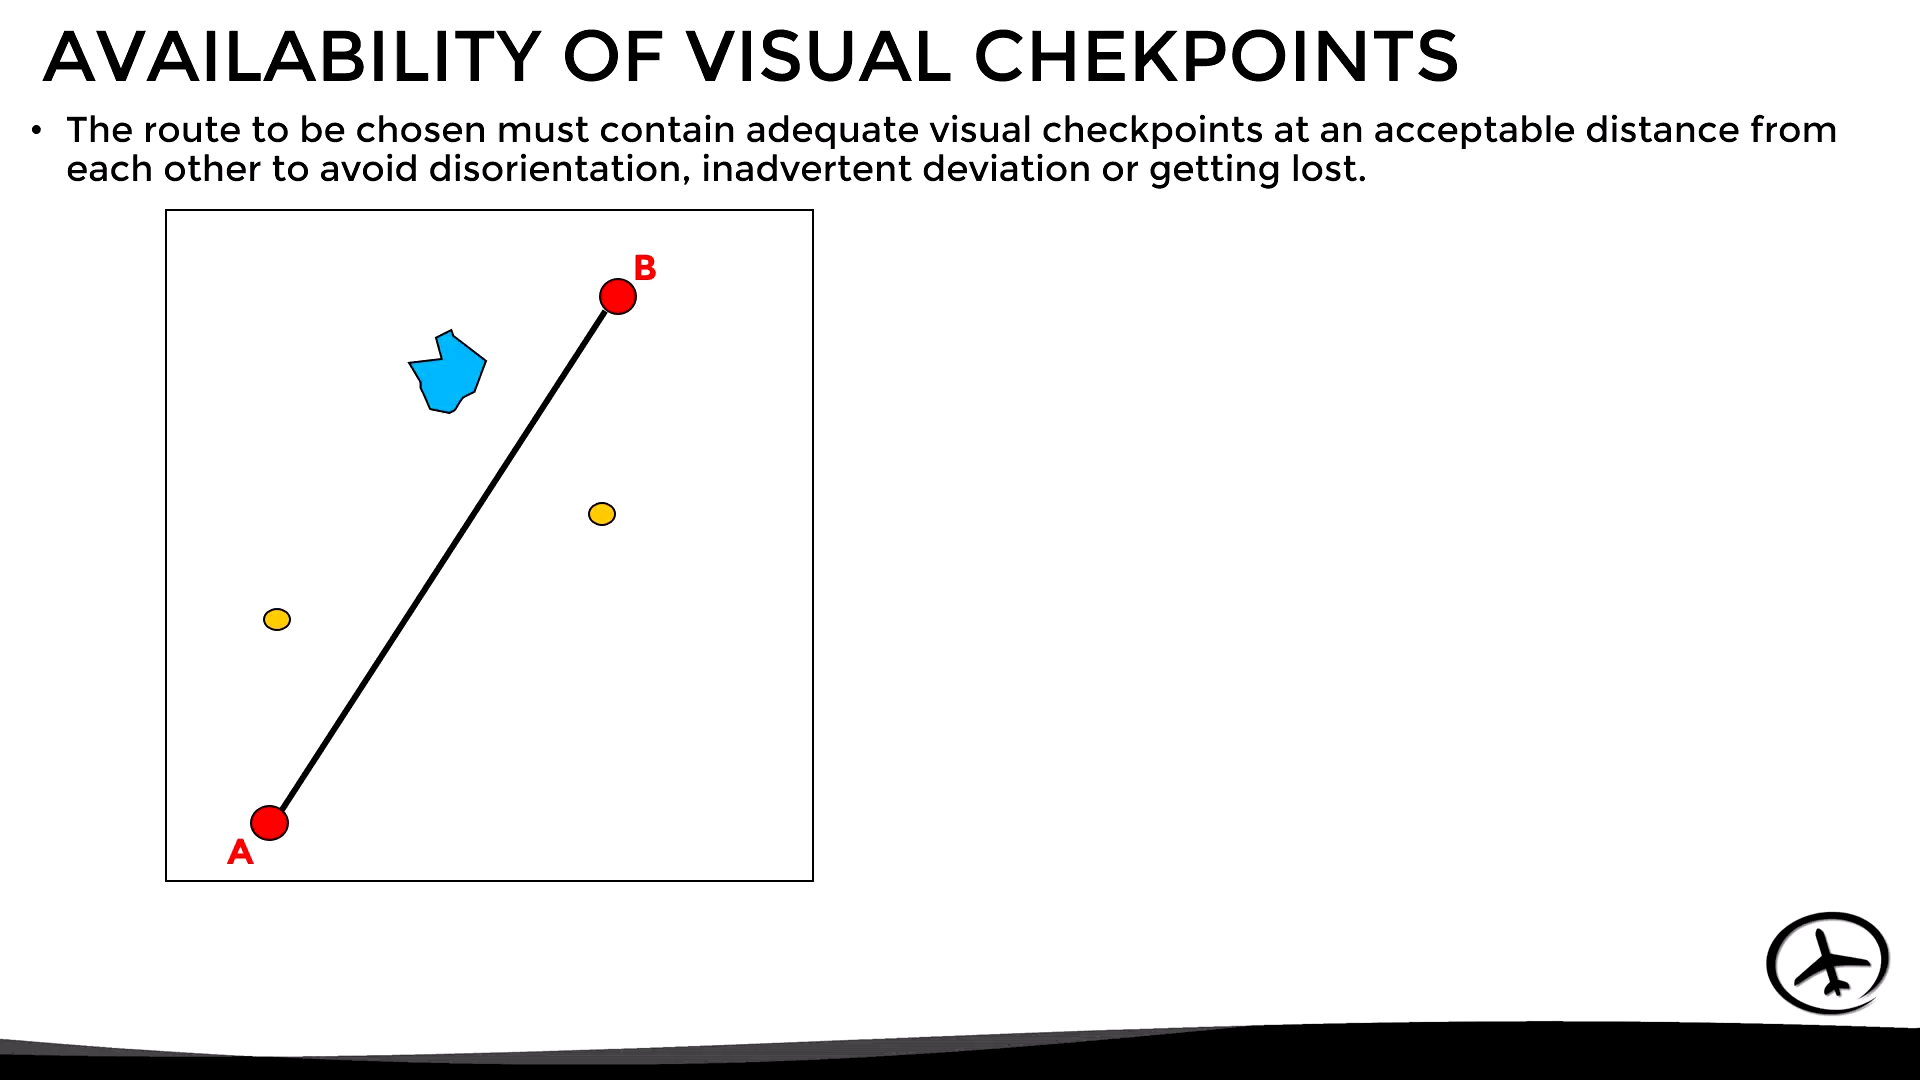 AVAILABILITY OF VISUAL CHEKPOINTS
• The route to be chosen must contain adequate visual checkpoints at an acceptable distance from
each other to avoid disorientation, inadvertent deviation or getting lost.
B
A